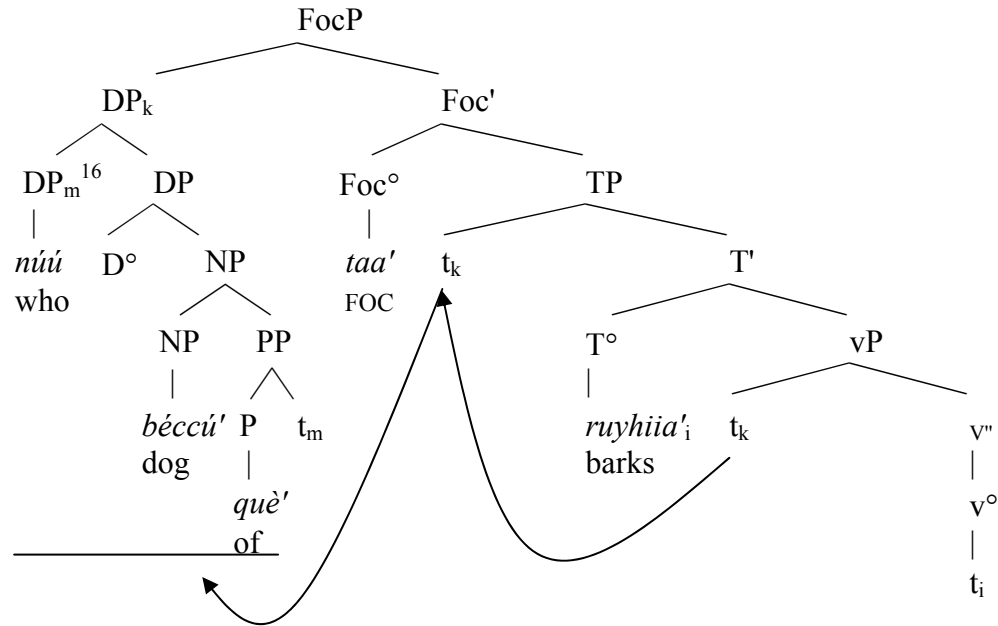 FocP
DPk Foc'
DPm16 DP Foc° TP
núú D° NP taa' tk T'
who FOC
NP PP T° vP
béccú' P tm ruyhiia'i tk V"
dog barks
què' v°
of
ti